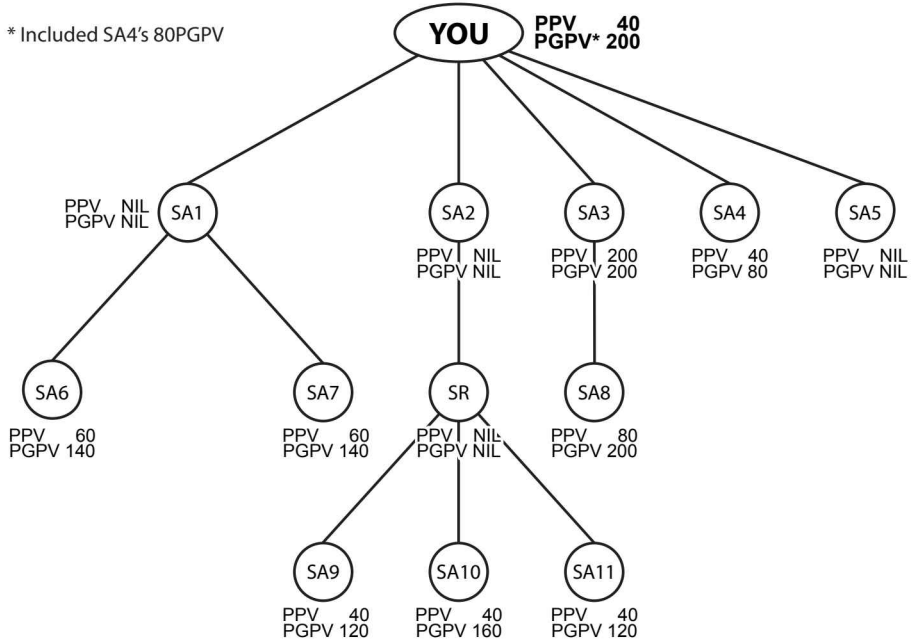 * Included SA4's 80PGPV
YOU
PPV 40
PGPV* 200
PPV NIL
PGPV NIL
SA1
SA2
SA3
SA4
SA5
PPV NIL
PGPV NIL
PPV 200
PGPV 200
PPV 40
PGPV 80
PPV NIL
PGPV NIL
SA6
SA7
SR
SA8
PPV 60
PGPV 140
PPV 60
PGPV 140
PPV NIL
PGPV NIL
PPV 80
PGPV 200
SA9
SA10
SA11
PPV 40
PGPV 120
PPV 40
PGPV 160
PPV 40
PGPV 120